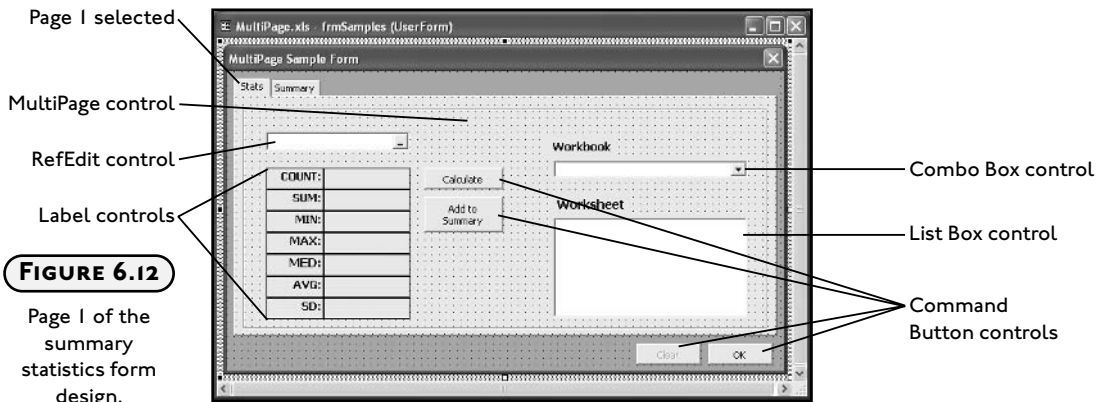 Page 1 selected
MultiPage control
RefEdit control
Label controls
FIGURE 6.12
Page 1 of the
summary
statistics form
design.
MultiPage.xls - frmSamples (UserForm)
MultiPage Sample Form
Stats
Summary
COUNT:
SUM:
MIN:
MAX:
MED:
AVG:
SD:
Calculate
Add to
Summary
Workbook
Worksheet
Clear
OK
Combo Box control
List Box control
Command
Button controls